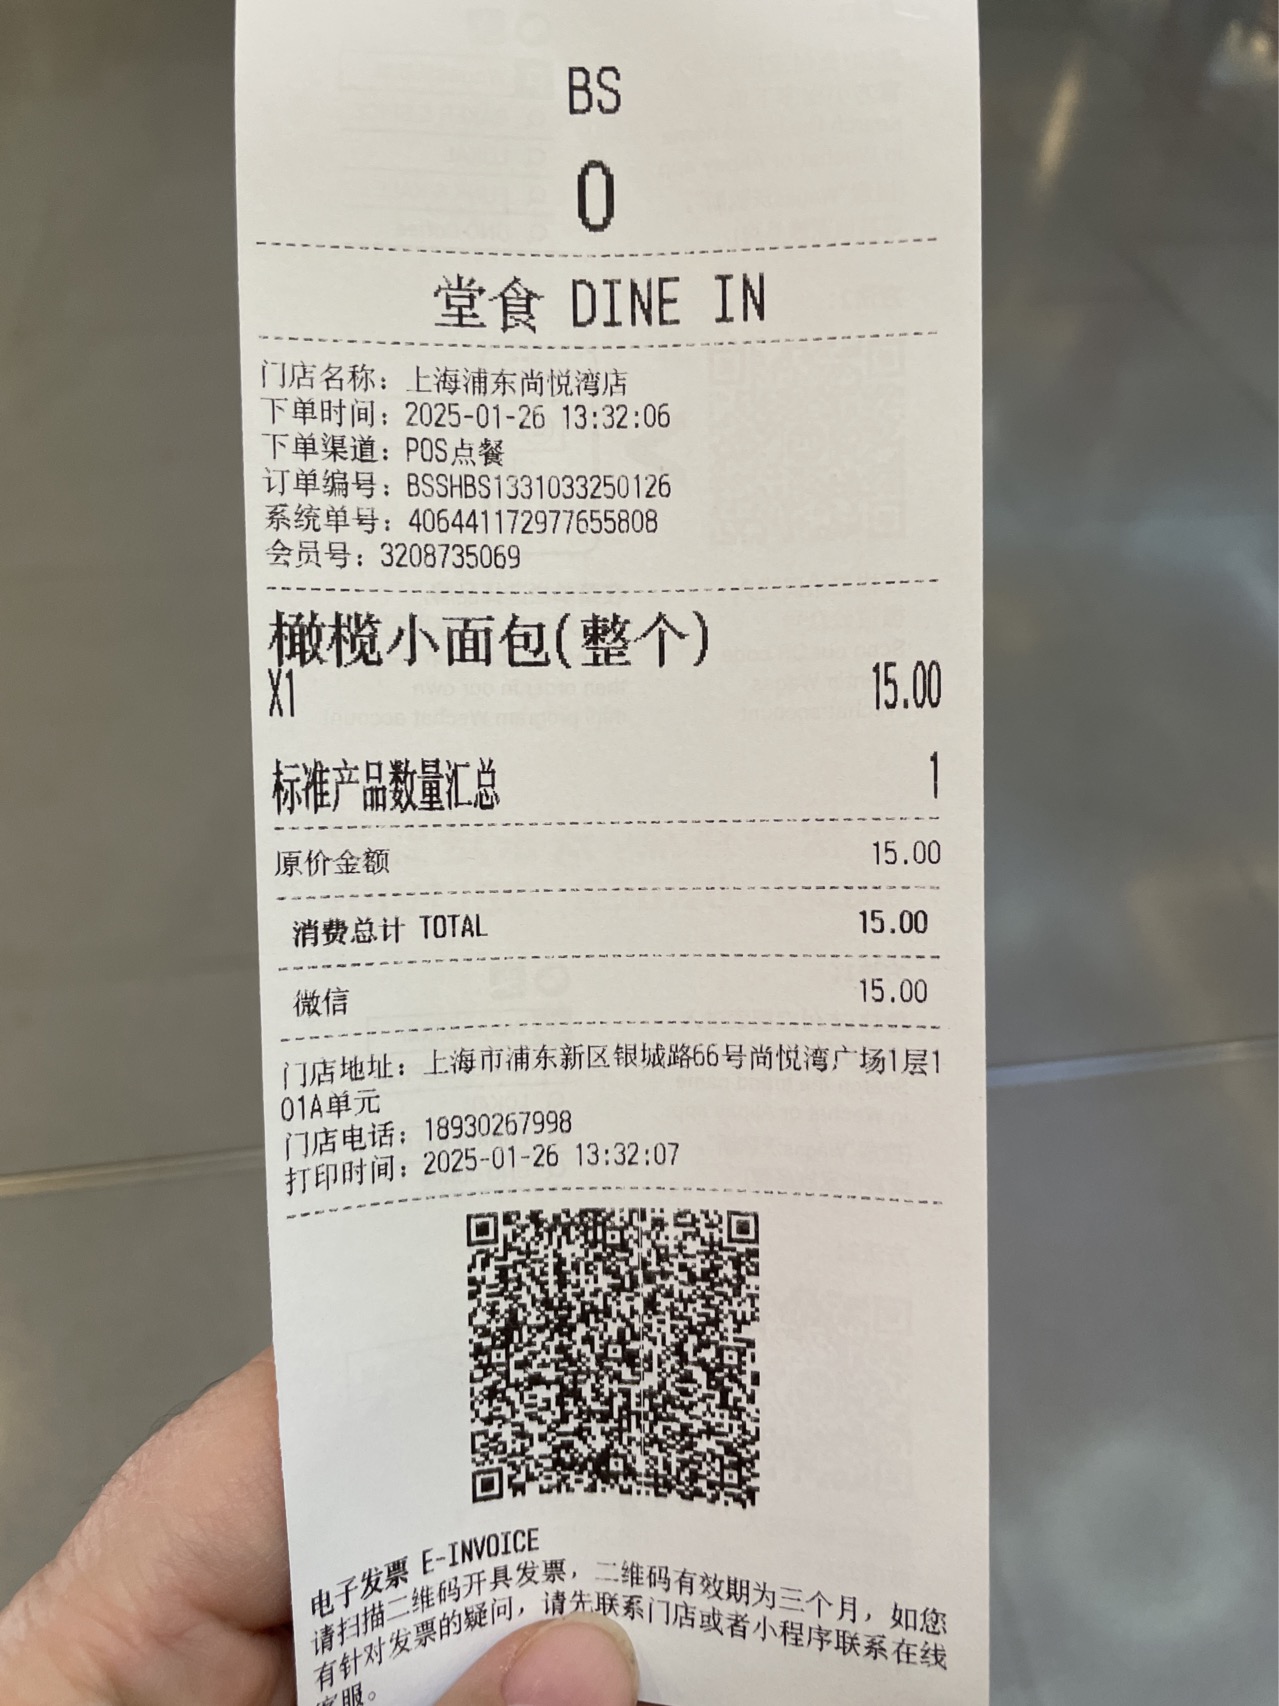 BS
0
堂食 DINE IN
门店名称：上海浦东尚悦湾店
下单时间：2025-01-26 13:32:06
下单渠道：POS点餐
订单编号：BSSHBS1331033250126
系统单号：406441172977655808
会员号：3208735069
橄榄小面包(整个)
X1 15.00
标准产品数量汇总 1
原价金额 15.00
消费总计 TOTAL 15.00
微信 15.00
门店地址：上海市浦东新区银城路66号尚悦湾广场1层1
01A单元
门店电话：18930267998
打印时间：2025-01-26 13:32:07
电子发票 E-INVOICE
请扫描二维码开具发票，二维码有效期为三个月，如您
有针对发票的疑问，请先联系门店或者小程序联系在线
客服。